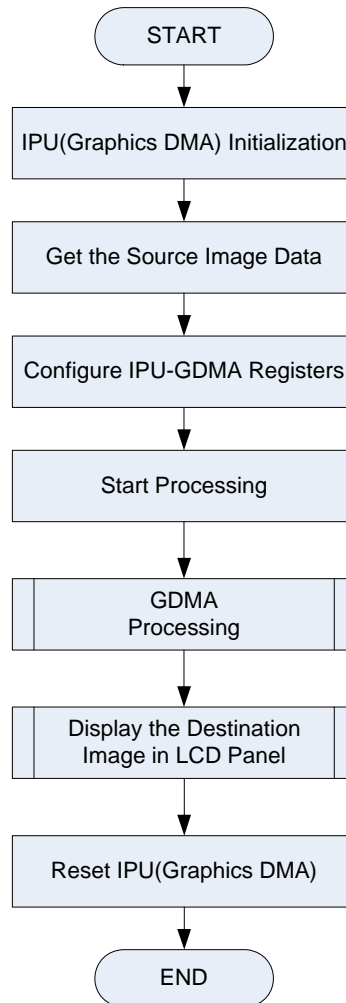 START
IPU(Graphics DMA) Initialization
Get the Source Image Data
Configure IPU-GDMA Registers
Start Processing
GDMA
Processing
Display the Destination
Image in LCD Panel
Reset IPU(Graphics DMA)
END